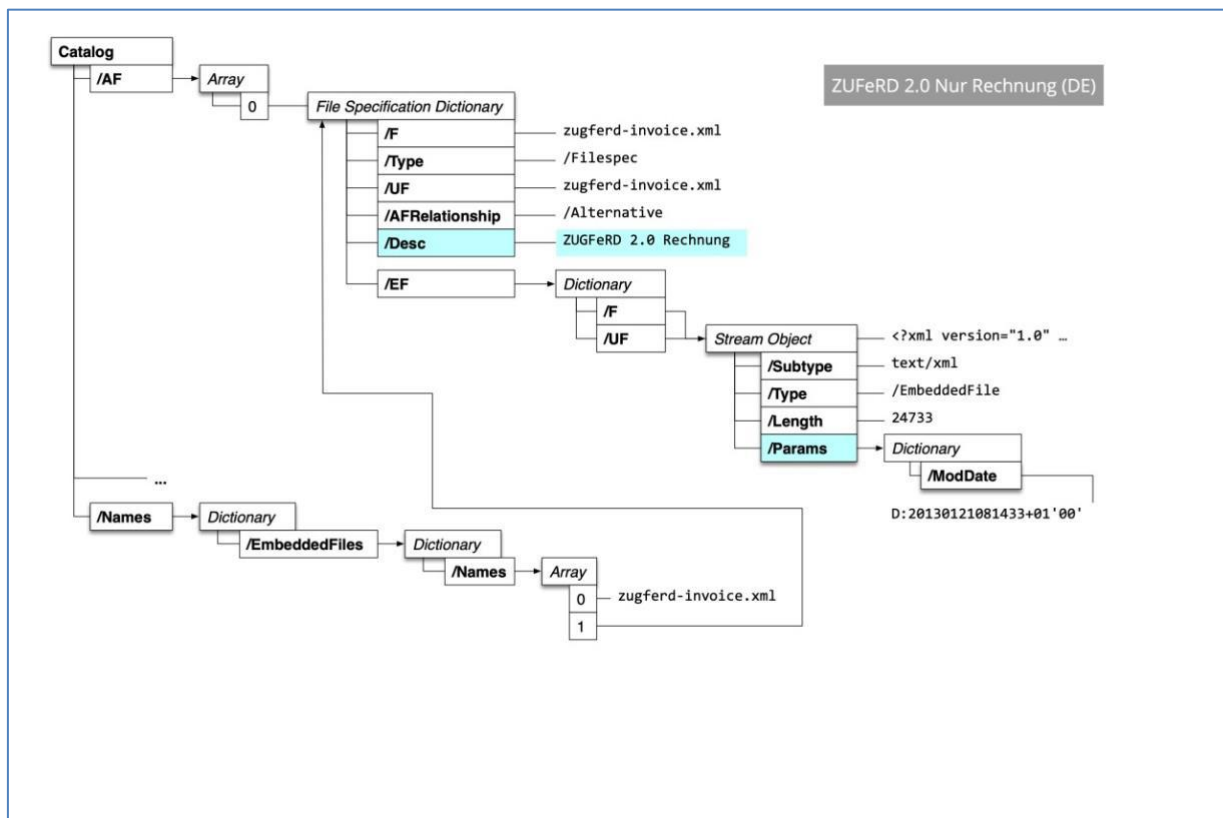 Catalog
/AF
Array
0
ZUFeRD 2.0 Nur Rechnung (DE)
File Specification Dictionary
/F
zugferd-invoice.xml
/Type
/Filespec
/UF
zugferd-invoice.xml
/AFRelationship
/Alternative
/Desc
ZUGFeRD 2.0 Rechnung
/EF
Dictionary
/F
/UF
Stream Object
<?xml version="1.0" …
/Subtype
text/xml
/Type
/EmbeddedFile
/Length
24733
/Params
Dictionary
/ModDate
D:20130121081433+01'00'
...
/Names
Dictionary
/EmbeddedFiles
Dictionary
/Names
Array
0
zugferd-invoice.xml
1